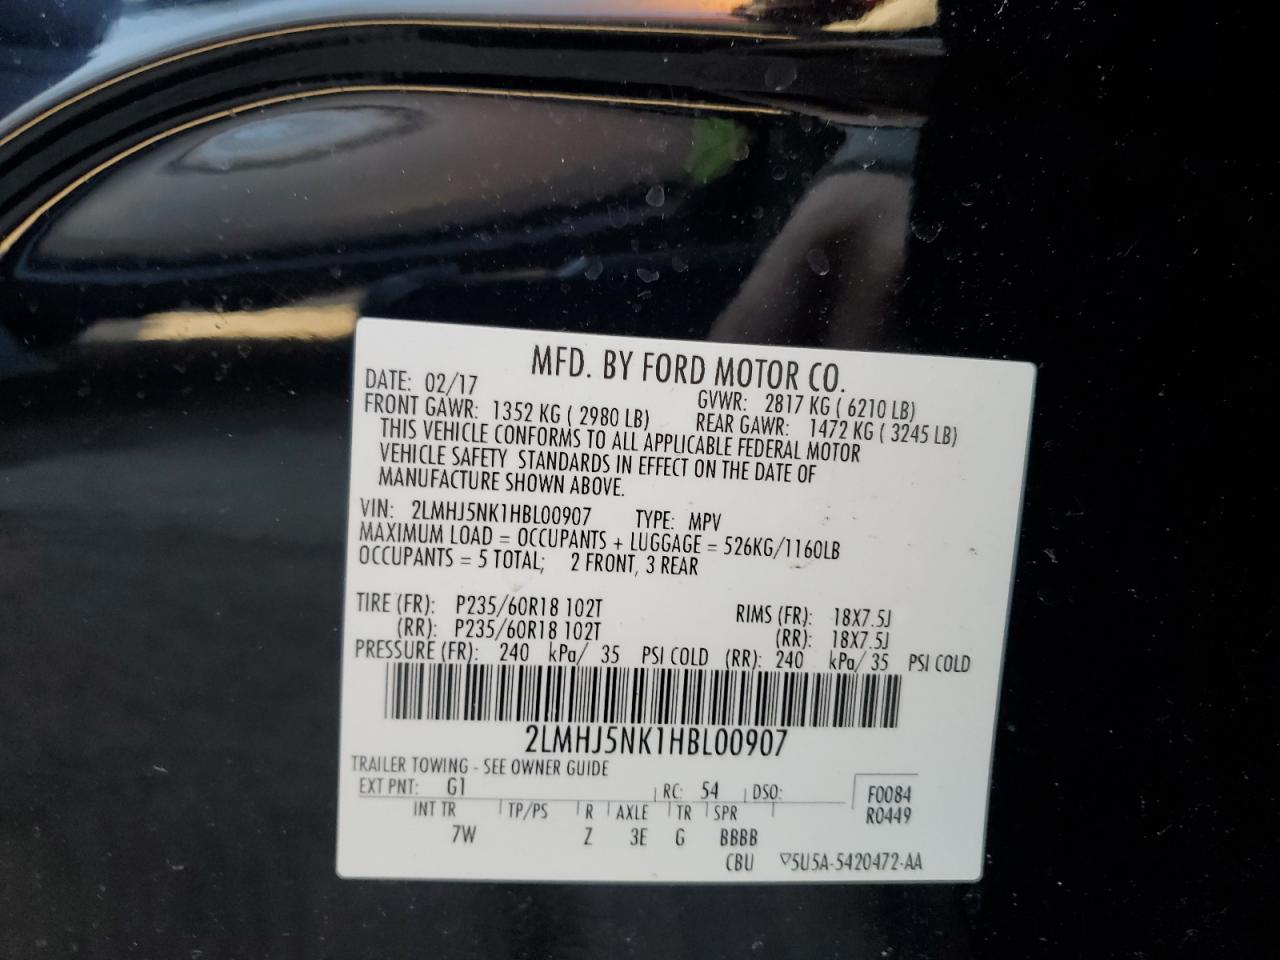 MFD. BY FORD MOTOR CO.
DATE: 02/17 GVWR: 2817 KG ( 6210 LB)
FRONT GAWR: 1352 KG ( 2980 LB) REAR GAWR: 1472 KG ( 3245 LB)
THIS VEHICLE CONFORMS TO ALL APPLICABLE FEDERAL MOTOR
VEHICLE SAFETY STANDARDS IN EFFECT ON THE DATE OF
MANUFACTURE SHOWN ABOVE.
VIN: 2LMHJ5NK1HBL00907 TYPE: MPV
MAXIMUM LOAD = OCCUPANTS + LUGGAGE = 526KG/1160LB
OCCUPANTS = 5 TOTAL; 2 FRONT, 3 REAR
TIRE (FR): P235/60R18 102T RIMS (FR): 18X7.5J
(RR): P235/60R18 102T (RR): 18X7.5J
PRESSURE (FR): 240 kPa/ 35 PSI COLD (RR): 240 kPa/ 35 PSI COLD
2LMHJ5NK1HBL00907
TRAILER TOWING - SEE OWNER GUIDE
EXT PNT: G1 RC: 54 DSO: F0084
INT TR TP/PS R AXLE TR SPR R0449
7W Z 3E G BBBB
CBU ▽5U5A-5420472-AA